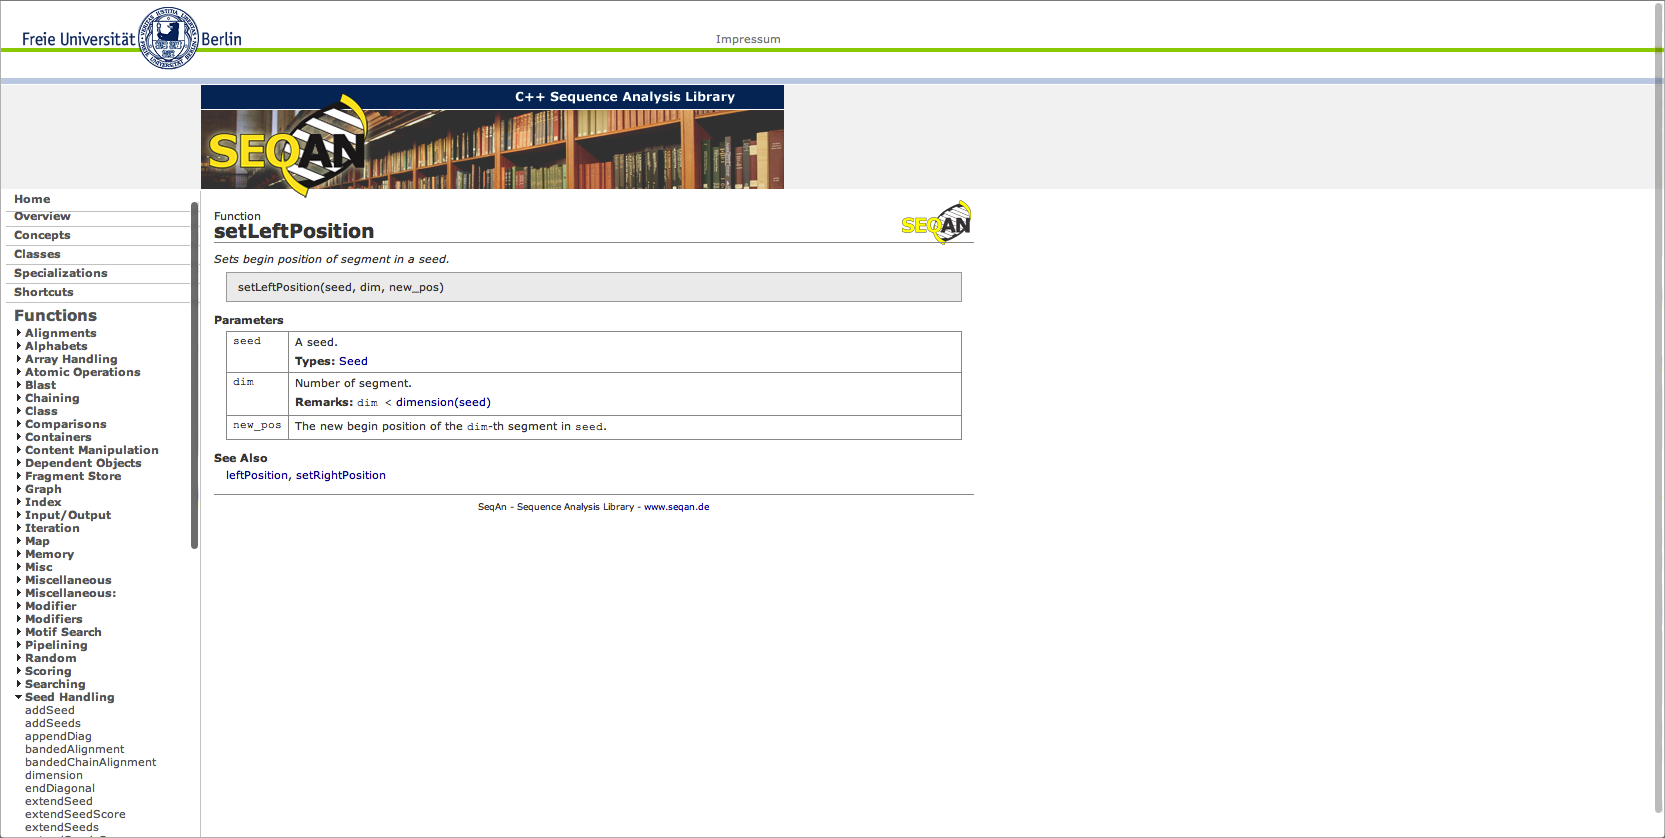 Freie Universität Berlin
Impressum
C++ Sequence Analysis Library
SEQAN
Home
Overview
Concepts
Classes
Specializations
Shortcuts
Functions
Alignments
Alphabets
Array Handling
Atomic Operations
Blast
Chaining
Class
Comparisons
Containers
Content Manipulation
Dependent Objects
Fragment Store
Graph
Index
Input/Output
Iteration
Map
Memory
Misc
Miscellaneous
Miscellaneous:
Modifier
Modifiers
Motif Search
Pipelining
Random
Scoring
Searching
Seed Handling
addSeed
addSeeds
appendDiag
bandedAlignment
bandedChainAlignment
dimension
endDiagonal
extendSeed
extendSeedScore
extendSeeds
Function
setLeftPosition
SEQAN
Sets begin position of segment in a seed.
setLeftPosition(seed, dim, new_pos)
Parameters
seed A seed.
Types: Seed
dim Number of segment.
Remarks: dim < dimension(seed)
new_pos The new begin position of the dim-th segment in seed.
See Also
leftPosition, setRightPosition
SeqAn - Sequence Analysis Library - www.seqan.de